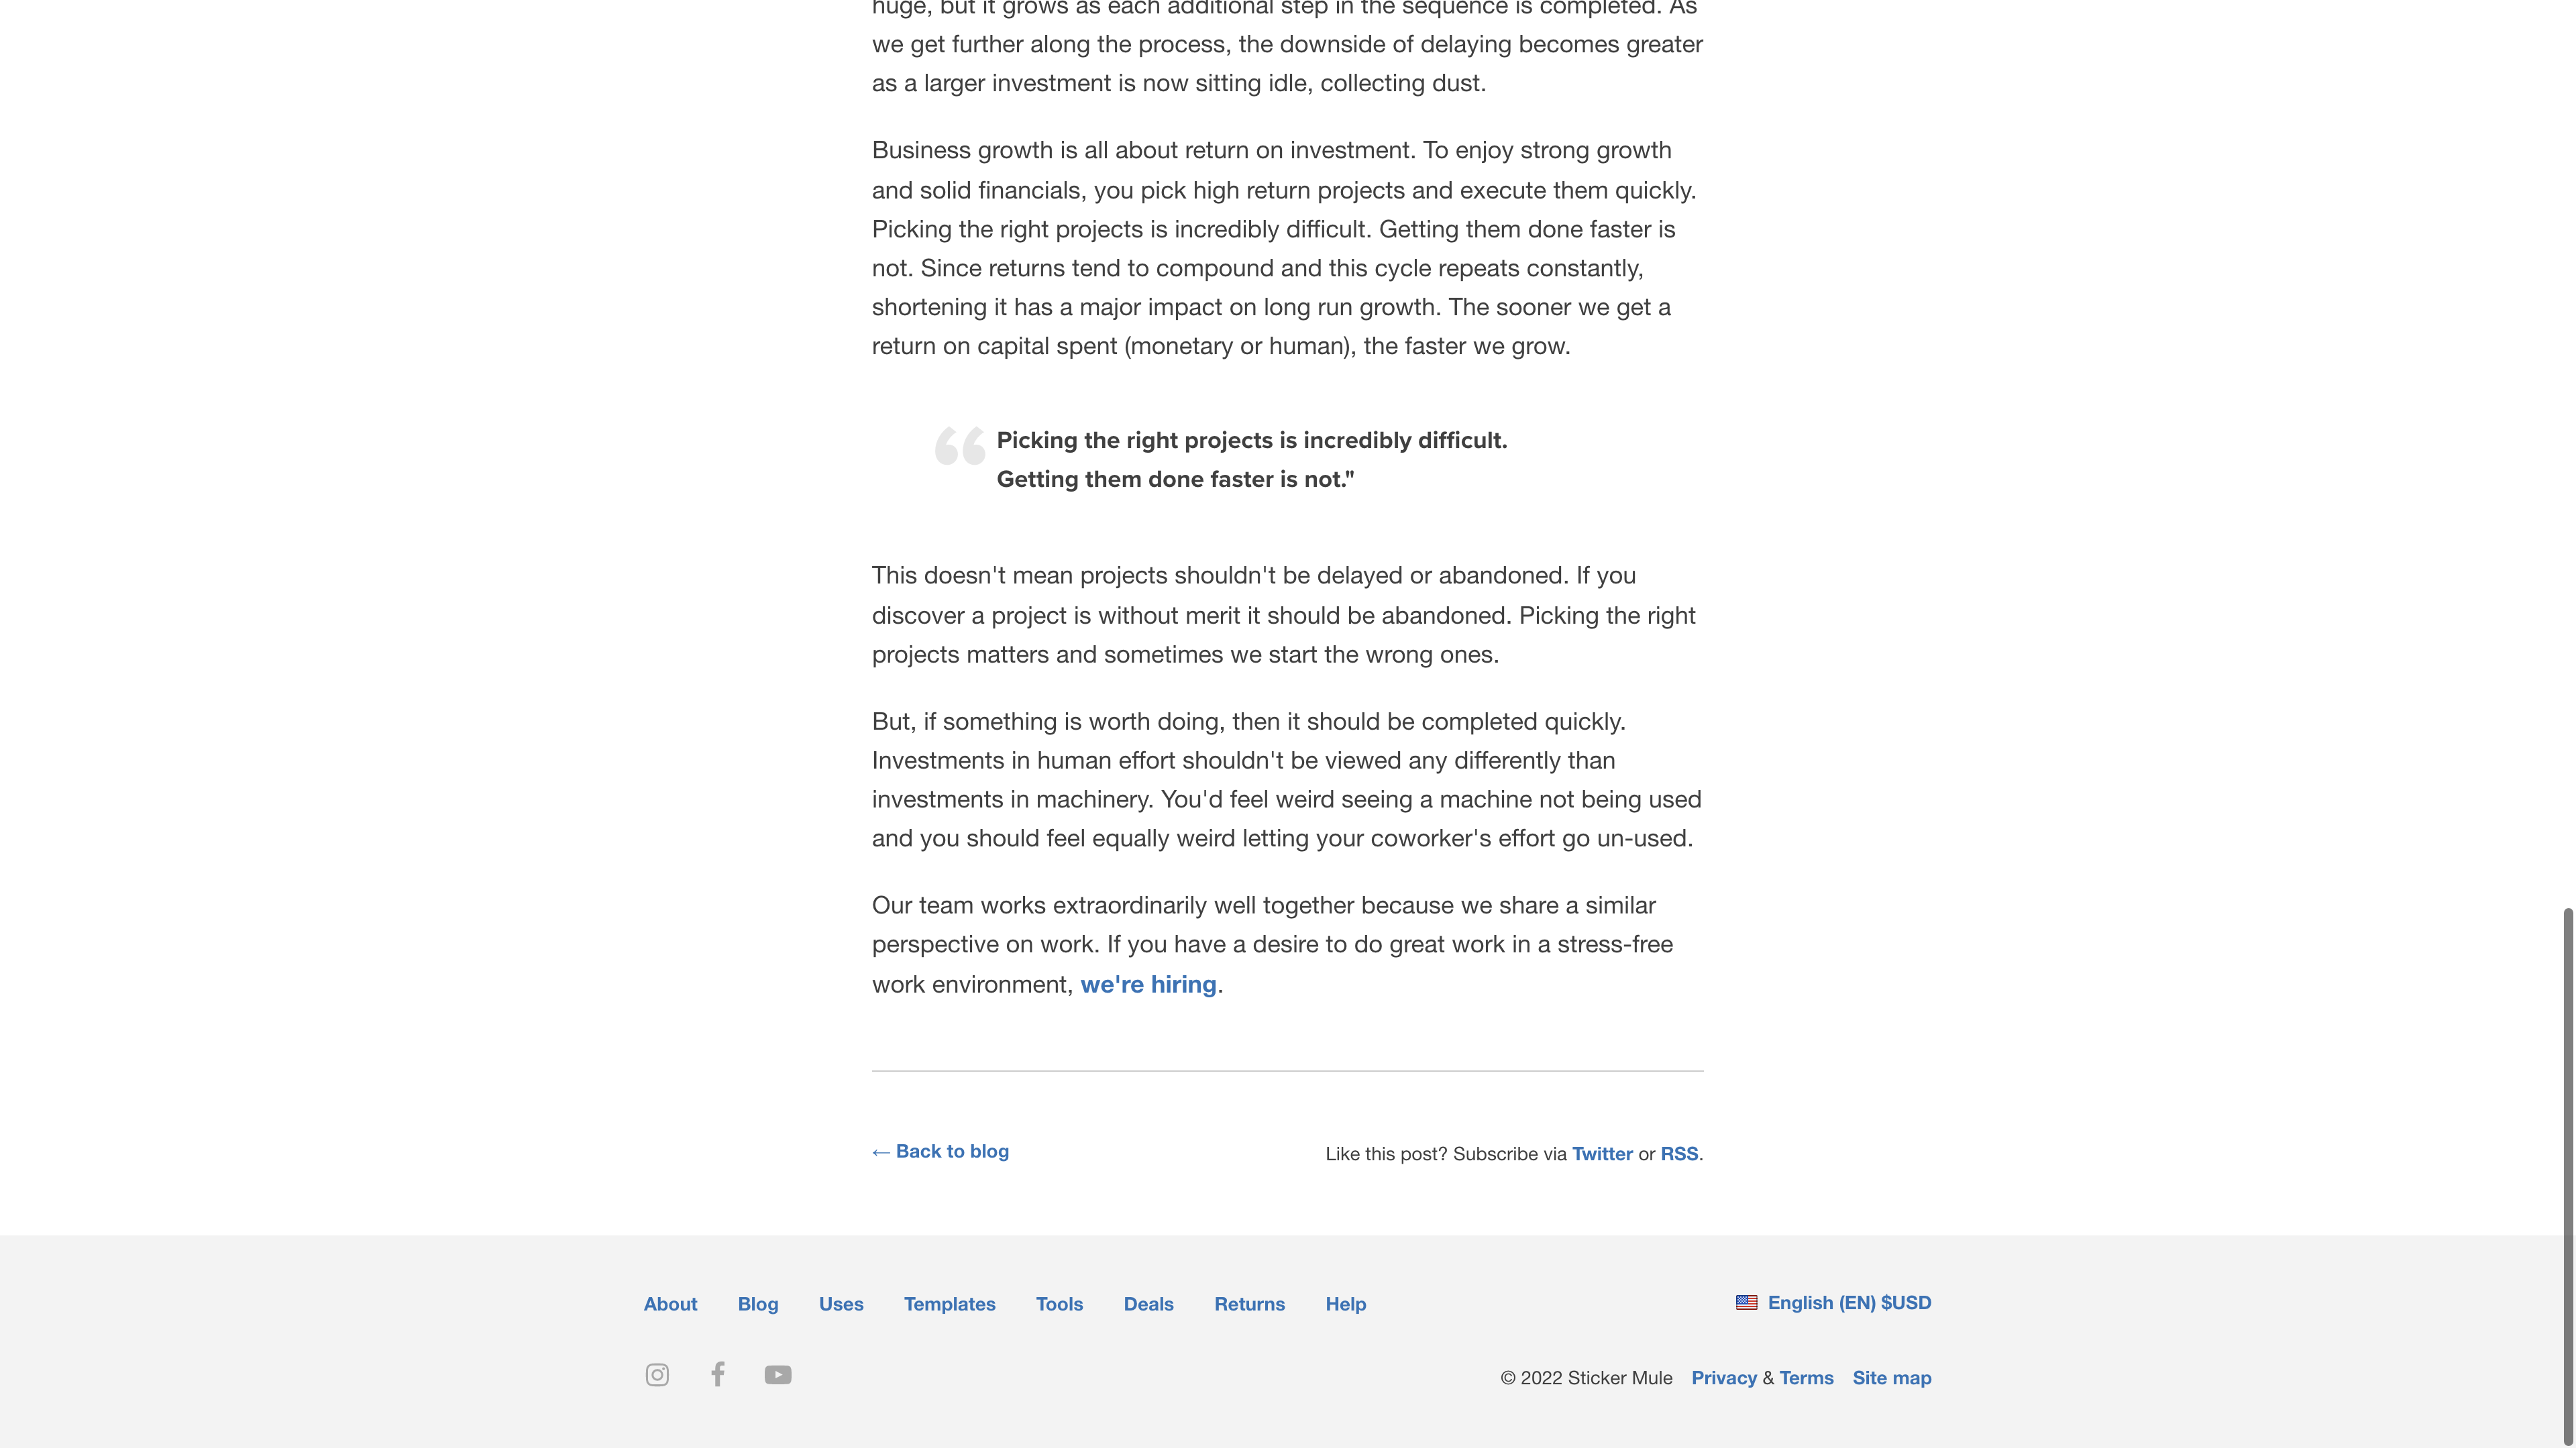 huge, but it grows as each additional step in the sequence is completed. As
we get further along the process, the downside of delaying becomes greater
as a larger investment is now sitting idle, collecting dust.
Business growth is all about return on investment. To enjoy strong growth
and solid financials, you pick high return projects and execute them quickly.
Picking the right projects is incredibly difficult. Getting them done faster is
not. Since returns tend to compound and this cycle repeats constantly,
shortening it has a major impact on long run growth. The sooner we get a
return on capital spent (monetary or human), the faster we grow.
“ Picking the right projects is incredibly difficult.
Getting them done faster is not."
This doesn't mean projects shouldn't be delayed or abandoned. If you
discover a project is without merit it should be abandoned. Picking the right
projects matters and sometimes we start the wrong ones.
But, if something is worth doing, then it should be completed quickly.
Investments in human effort shouldn't be viewed any differently than
investments in machinery. You'd feel weird seeing a machine not being used
and you should feel equally weird letting your coworker's effort go un-used.
Our team works extraordinarily well together because we share a similar
perspective on work. If you have a desire to do great work in a stress-free
work environment, we're hiring.
← Back to blog
Like this post? Subscribe via Twitter or RSS.
About Blog Uses Templates Tools Deals Returns Help
English (EN) $USD
© 2022 Sticker Mule Privacy & Terms Site map